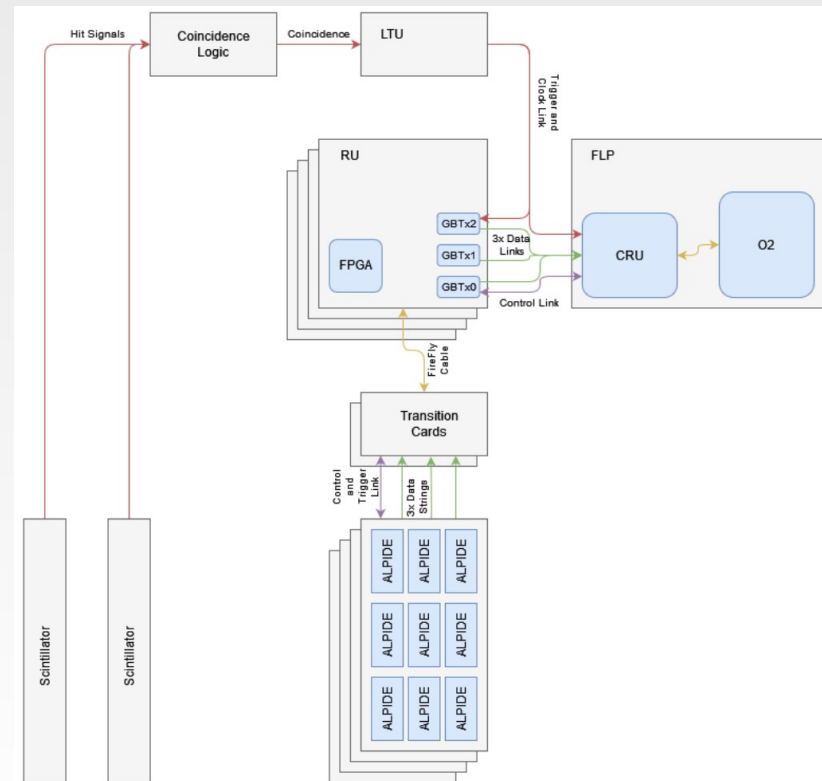 Hit Signals
Coincidence
Logic
Coincidence
LTU
Trigger and
Clock Link
RU
FLP
GBTx2
3x Data
Links
GBTx1
FPGA
GBTx0
Control Link
CRU
O2
FireFly
Cable
Transition
Cards
Control
and
Trigger
Link
3x Data
Strings
ALPIDE
ALPIDE
ALPIDE
ALPIDE
ALPIDE
ALPIDE
ALPIDE
ALPIDE
ALPIDE
Scintillator
Scintillator